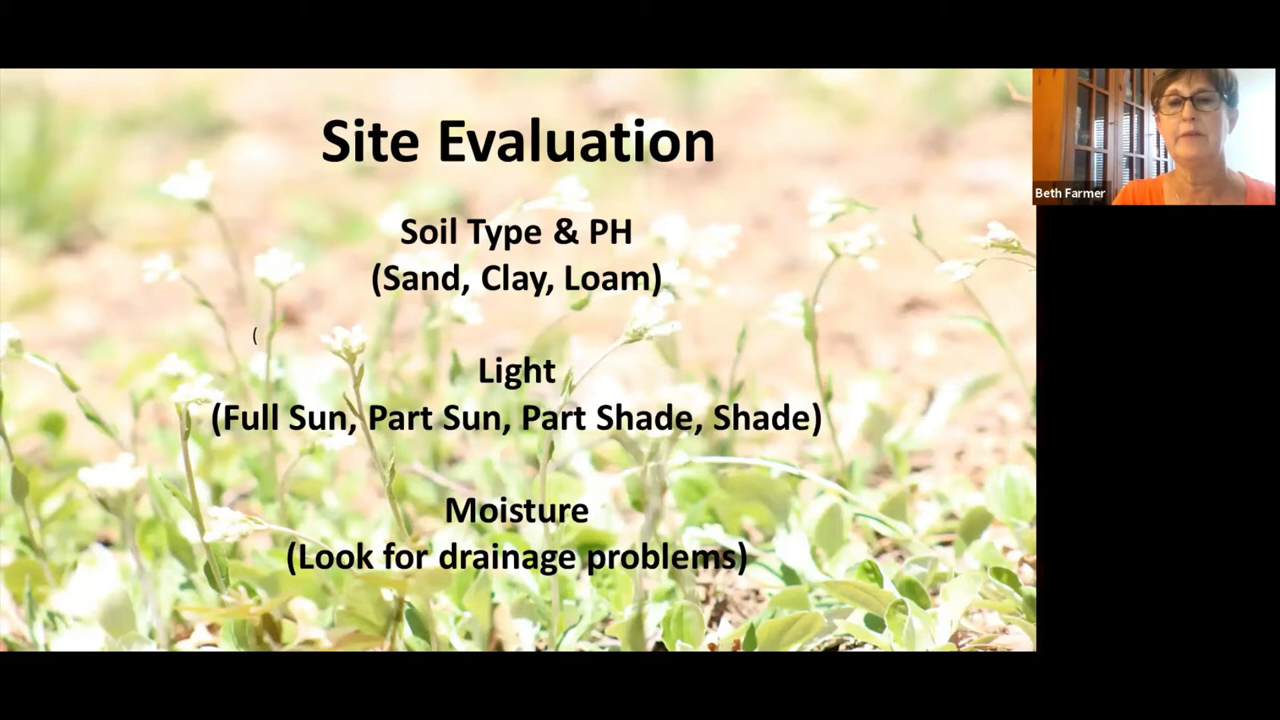 Site Evaluation
Soil Type & PH
(Sand, Clay, Loam)
(
Light
(Full Sun, Part Sun, Part Shade, Shade)
Moisture
(Look for drainage problems)
Beth Farmer